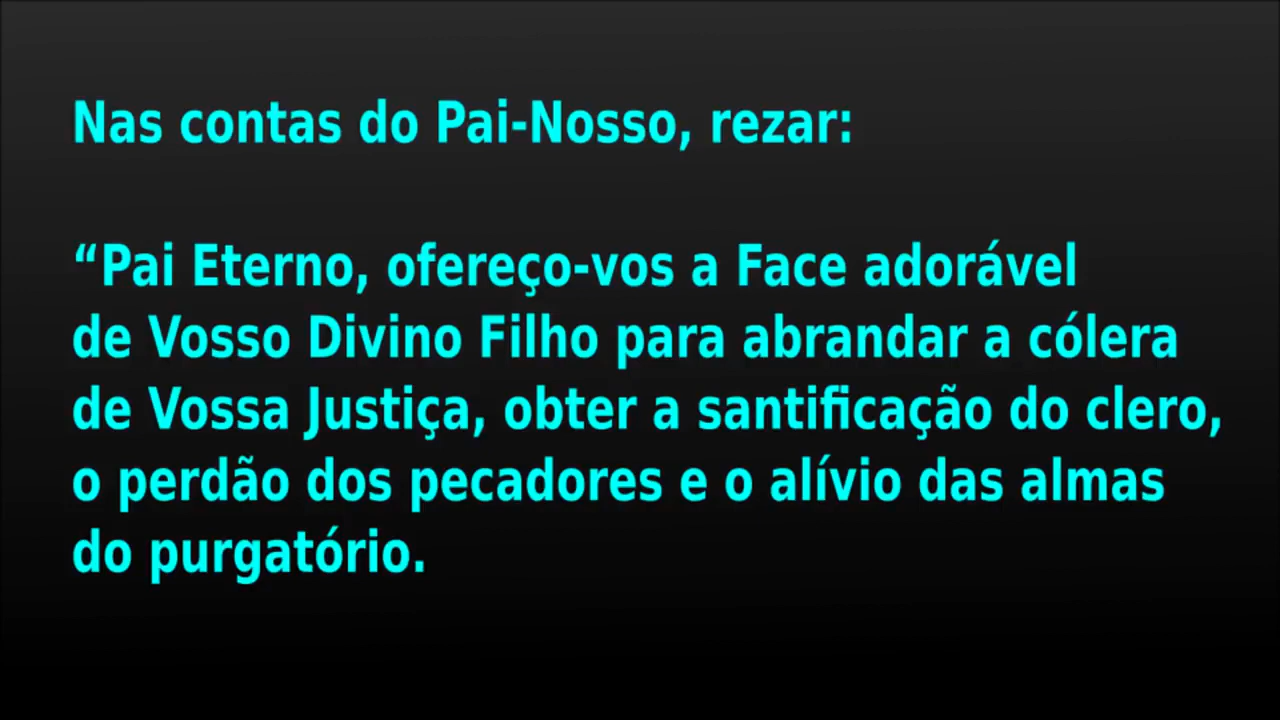 Nas contas do Pai-Nosso, rezar:
“Pai Eterno, ofereço-vos a Face adorável
de Vosso Divino Filho para abrandar a cólera
de Vossa Justiça, obter a santificação do clero,
o perdão dos pecadores e o alívio das almas
do purgatório.